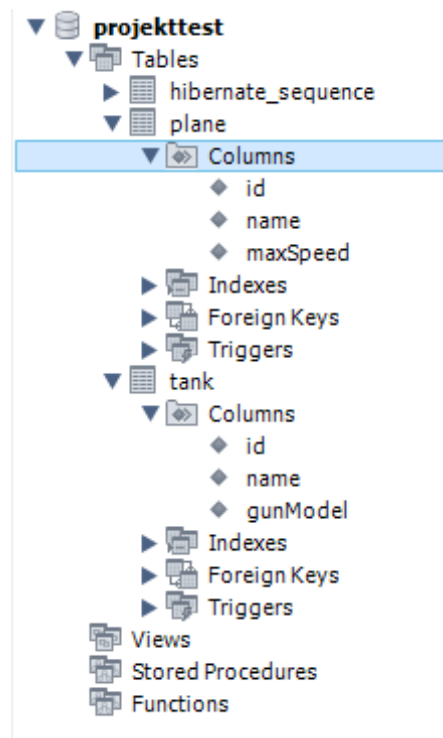 projekttest
Tables
hibernate_sequence
plane
Columns
id
name
maxSpeed
Indexes
Foreign Keys
Triggers
tank
Columns
id
name
gunModel
Indexes
Foreign Keys
Triggers
Views
Stored Procedures
Functions